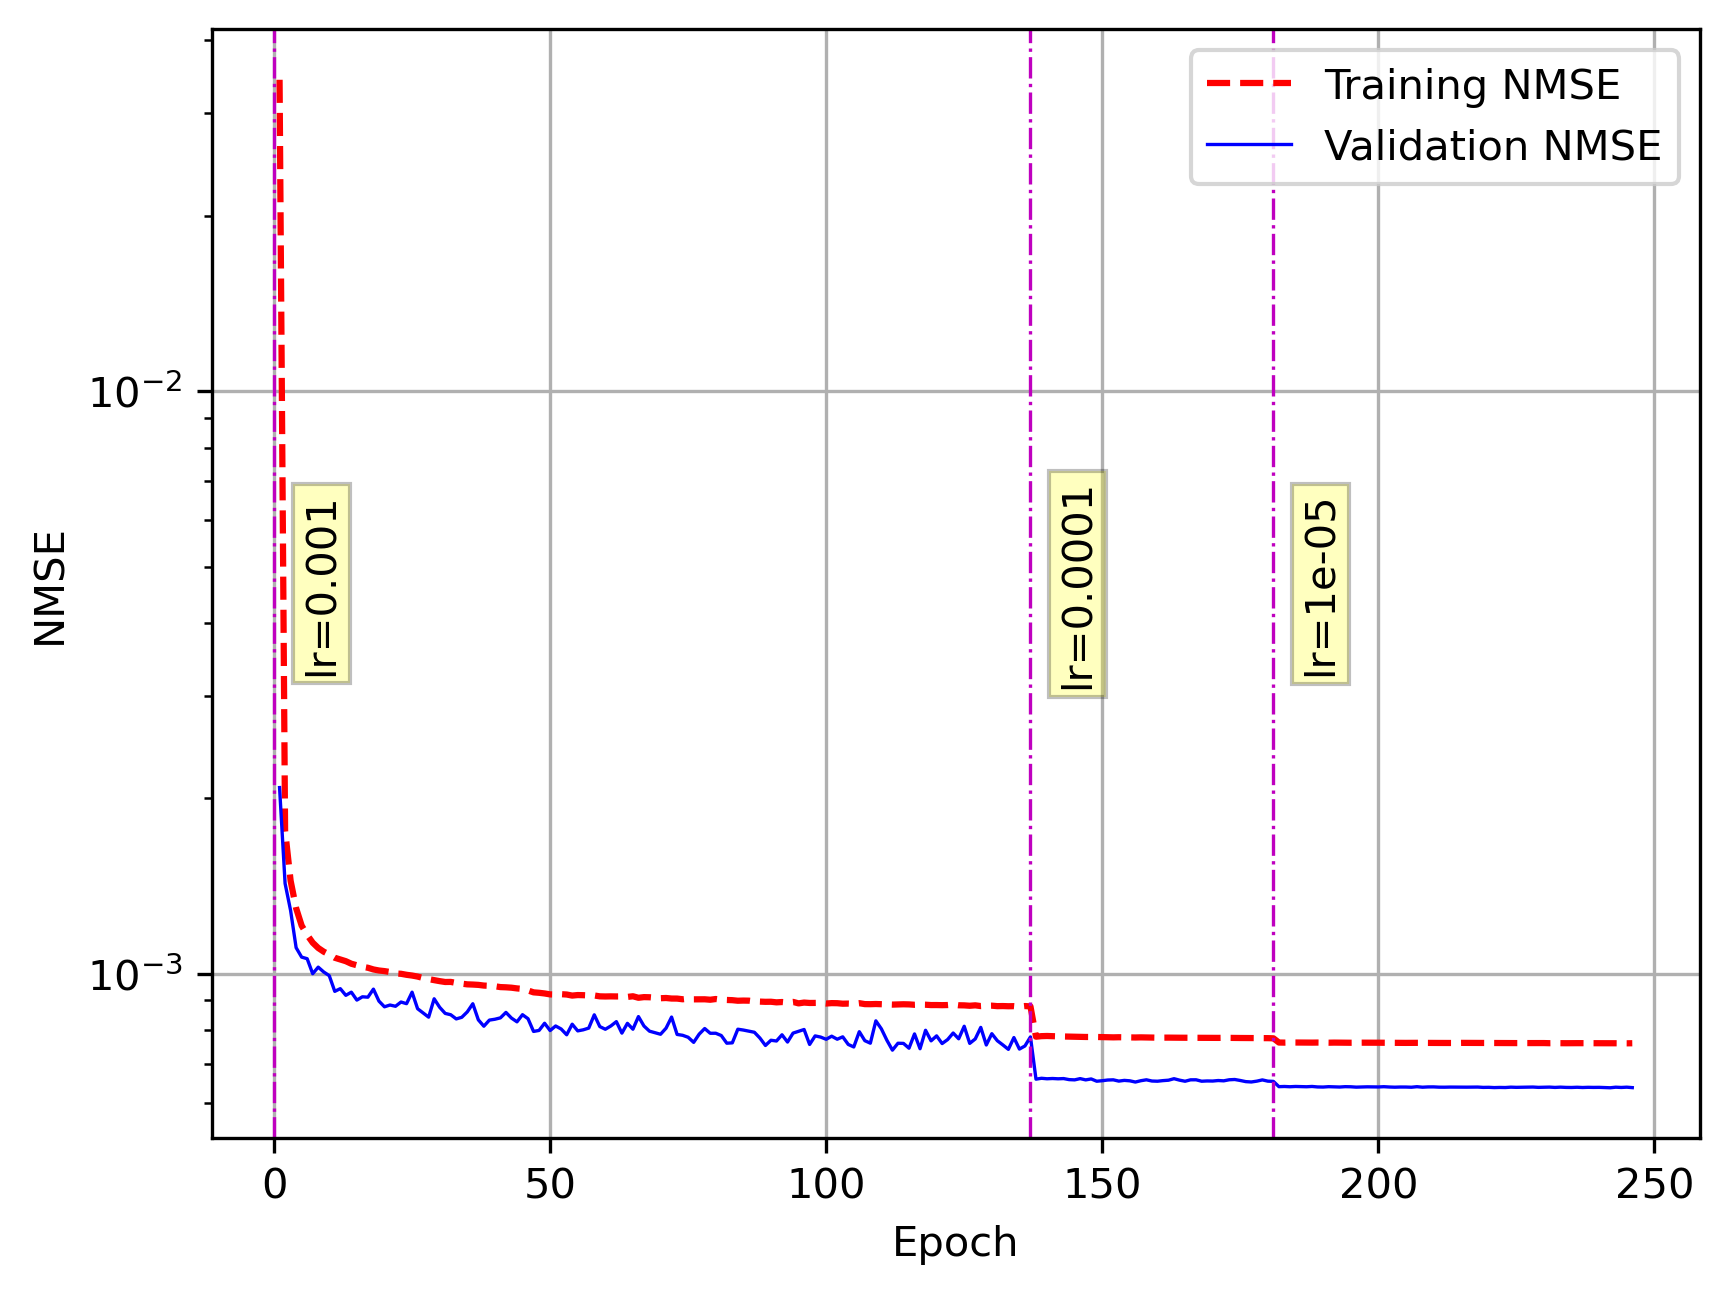 Training NMSE
Validation NMSE
10⁻²
10⁻³
NMSE
lr=0.001
lr=0.0001
lr=1e-05
0 50 100 150 200 250
Epoch